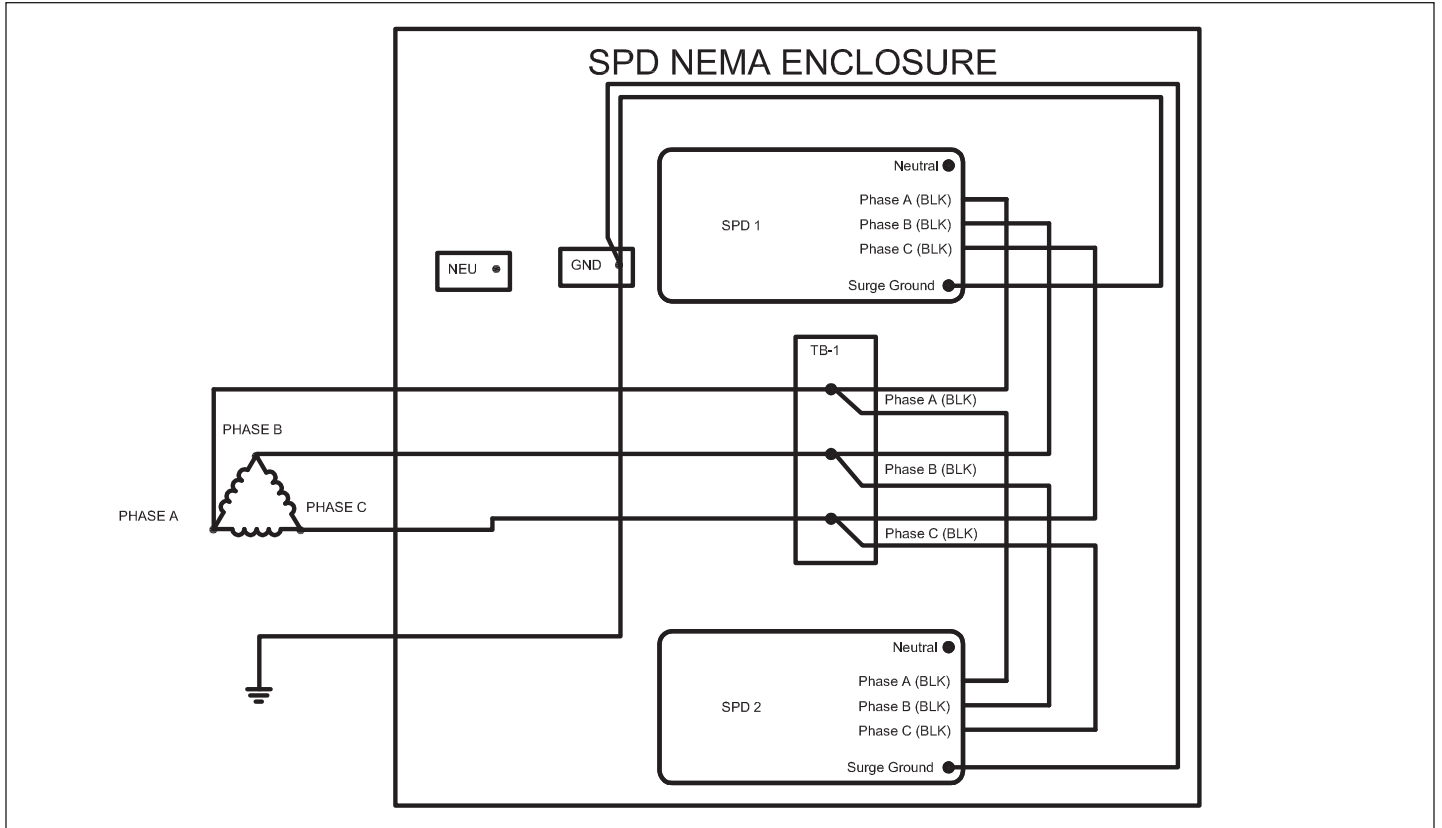 SPD NEMA ENCLOSURE
Neutral
Phase A (BLK)
SPD 1
Phase B (BLK)
Phase C (BLK)
NEU
GND
Surge Ground
TB-1
Phase A (BLK)
PHASE B
Phase B (BLK)
PHASE C
PHASE A
Phase C (BLK)
Neutral
Phase A (BLK)
SPD 2
Phase B (BLK)
Phase C (BLK)
Surge Ground